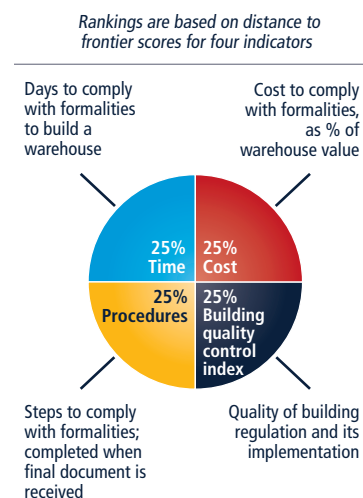 Rankings are based on distance to
frontier scores for four indicators
Days to comply
with formalities
to build a
warehouse
Cost to comply
with formalities,
as % of
warehouse value
25%
Time
25%
Cost
25%
Procedures
25%
Building
quality
control
index
Steps to comply
with formalities;
completed when
final document is
received
Quality of building
regulation and its
implementation